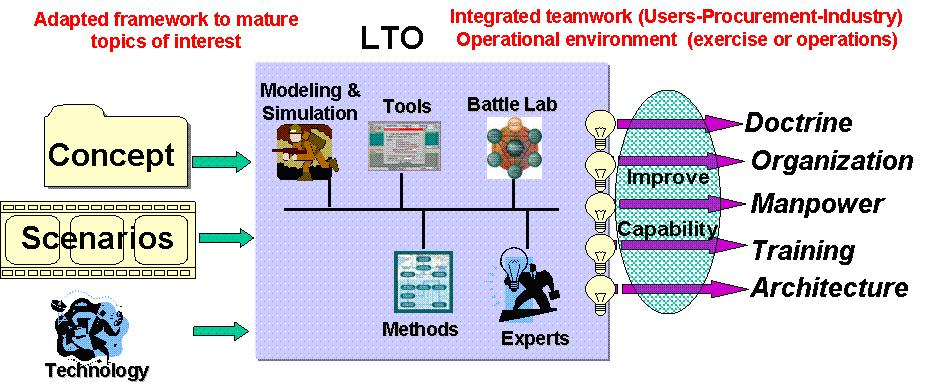 Adapted framework to mature
topics of interest
LTO
Integrated teamwork (Users-Procurement-Industry)
Operational environment (exercise or operations)
Concept
Scenarios
Technology
Modeling &
Simulation
Tools
Battle Lab
Methods
Experts
Improve
Capability
Doctrine
Organization
Manpower
Training
Architecture